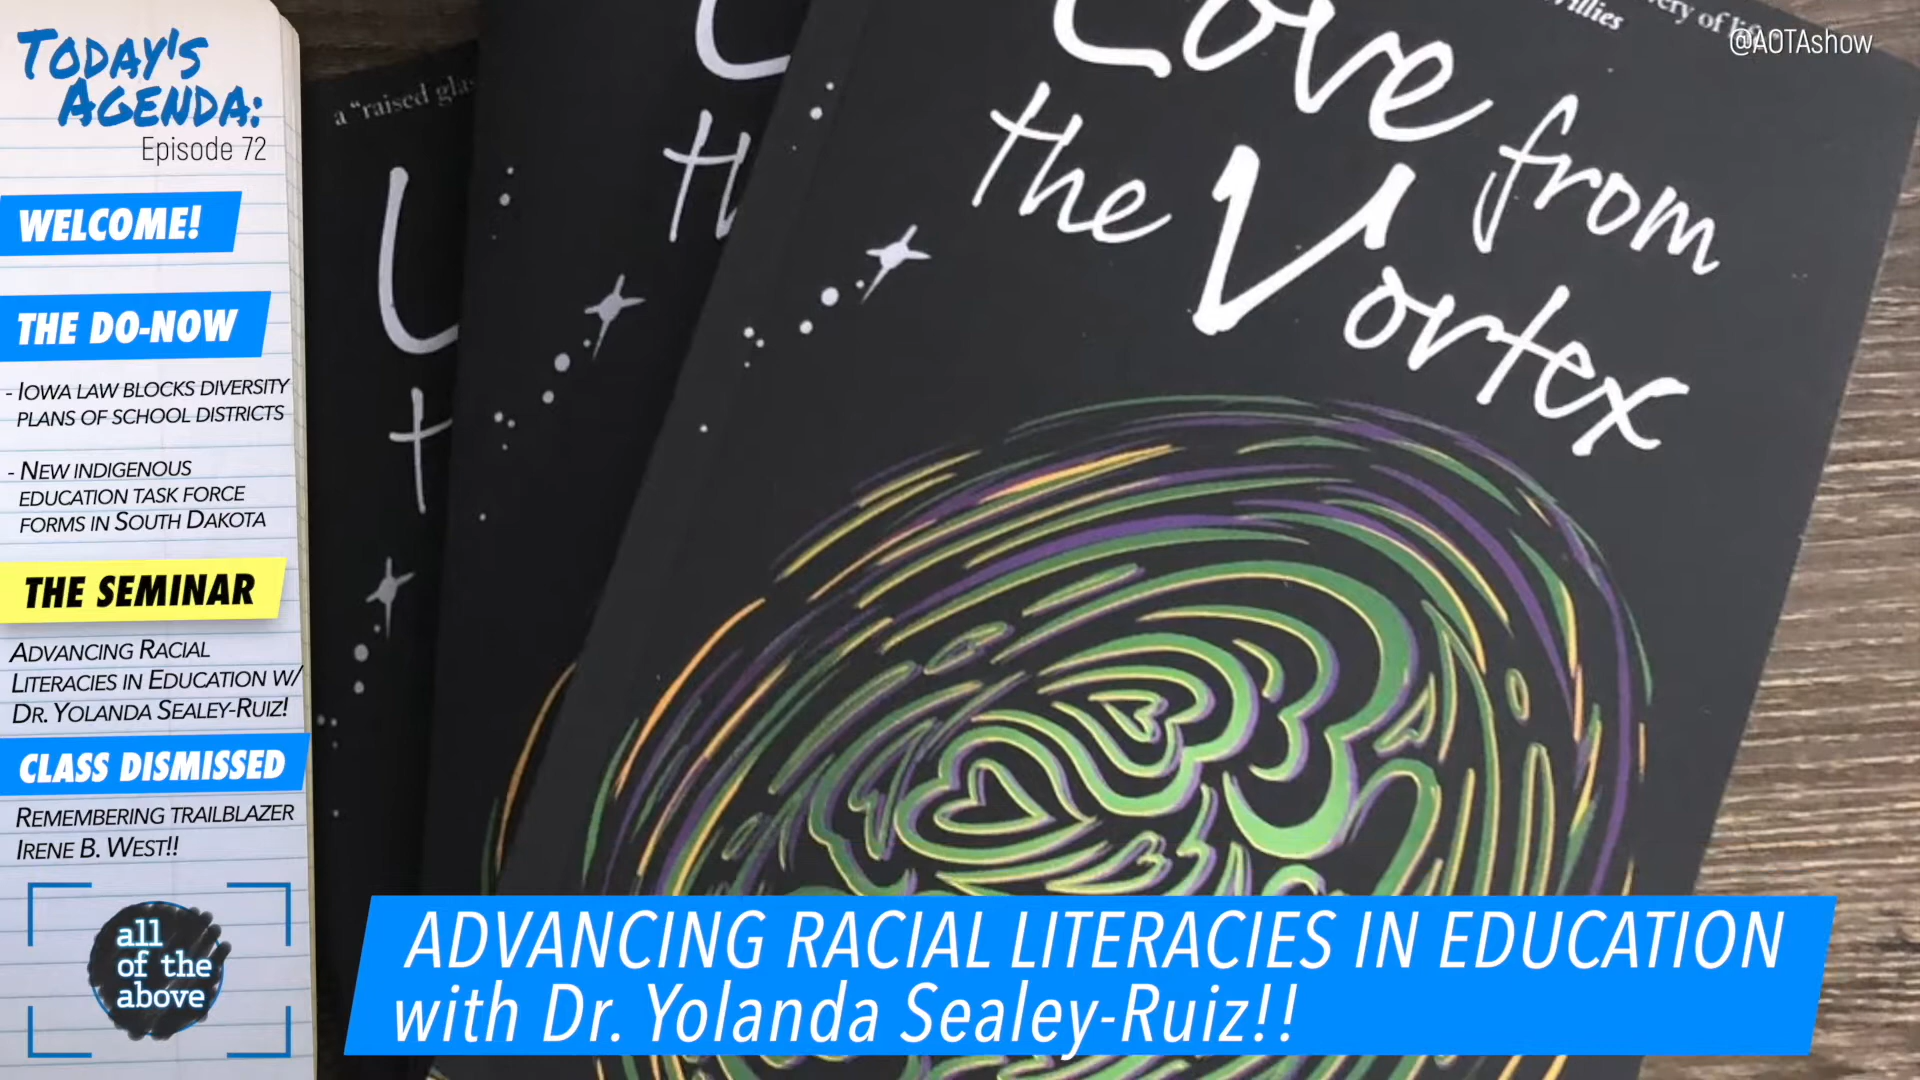 TODAY'S
AGENDA:
Episode 72
WELCOME!
THE DO-NOW
- IOWA LAW BLOCKS DIVERSITY
PLANS OF SCHOOL DISTRICTS
- NEW INDIGENOUS
EDUCATION TASK FORCE
FORMS IN SOUTH DAKOTA
THE SEMINAR
ADVANCING RACIAL
LITERACIES IN EDUCATION W/
DR. YOLANDA SEALEY-RUIZ!
CLASS DISMISSED
REMEMBERING TRAILBLAZER
IRENE B. WEST!!
all
of the
above
a "raised
@AOTAshow
Love from
the Vortex
ADVANCING RACIAL LITERACIES IN EDUCATION
with Dr. Yolanda Sealey-Ruiz!!